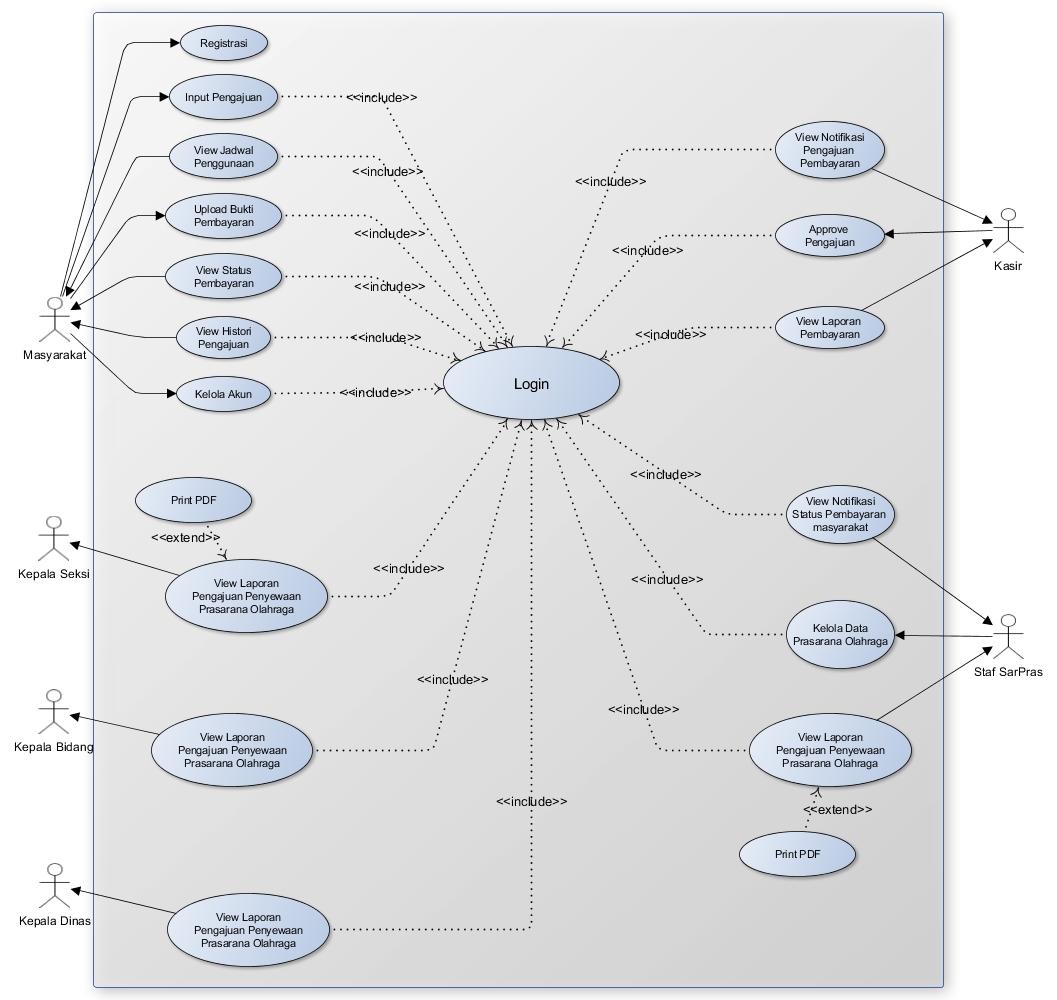 Registrasi
Input Pengajuan
<<include>>
View Jadwal
Penggunaan
<<include>>
Upload Bukti
Pembayaran
<<include>>
View Status
Pembayaran
<<include>>
View Histori
Pengajuan
<<include>>
Kelola Akun
<<include>>
Masyarakat
View Notifikasi
Pengajuan
Pembayaran
<<include>>
Approve
Pengajuan
<<include>>
View Laporan
Pembayaran
<<include>>
Kasir
Login
Print PDF
<<extend>>
View Laporan
Pengajuan Penyewaan
Prasarana Olahraga
<<include>>
Kepala Seksi
View Laporan
Pengajuan Penyewaan
Prasarana Olahraga
<<include>>
Kepala Bidang
View Laporan
Pengajuan Penyewaan
Prasarana Olahraga
<<include>>
Kepala Dinas
View Notifikasi
Status Pembayaran
masyarakat
<<include>>
Kelola Data
Prasarana Olahraga
<<include>>
Staf SarPras
View Laporan
Pengajuan Penyewaan
Prasarana Olahraga
<<include>>
<<extend>>
Print PDF